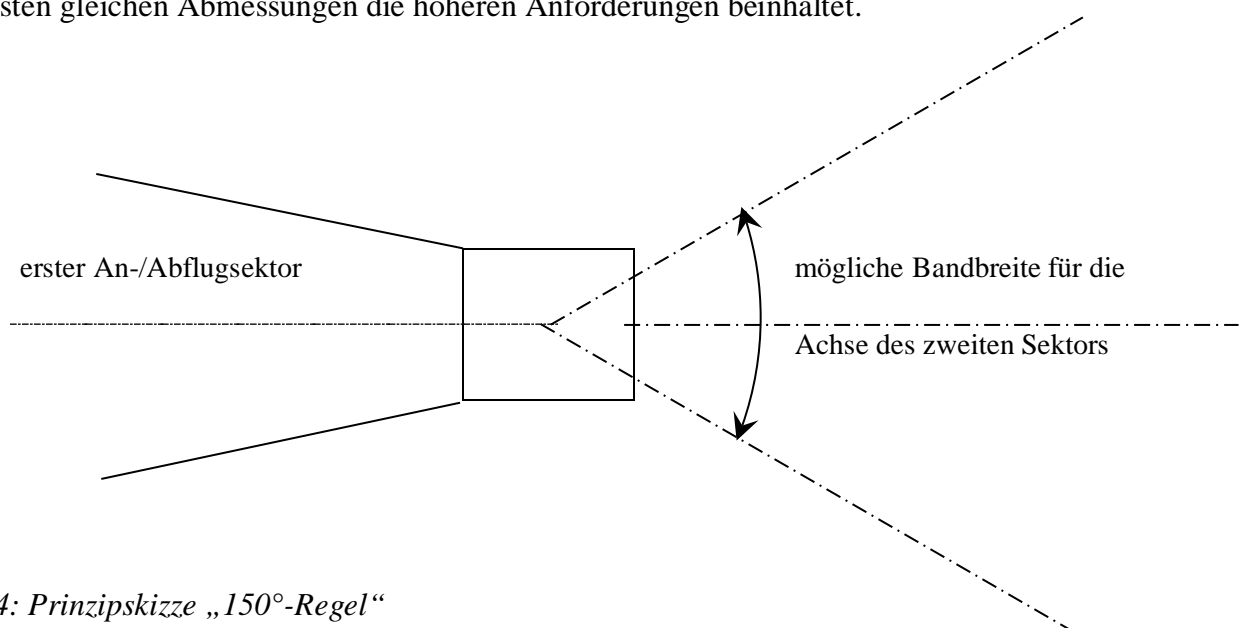 sten gleichen Abmessungen die höheren Anforderungen beinhaltet.
erster An-/Abflugsektor
mögliche Bandbreite für die
Achse des zweiten Sektors
4: Prinzipskizze „150°-Regel“